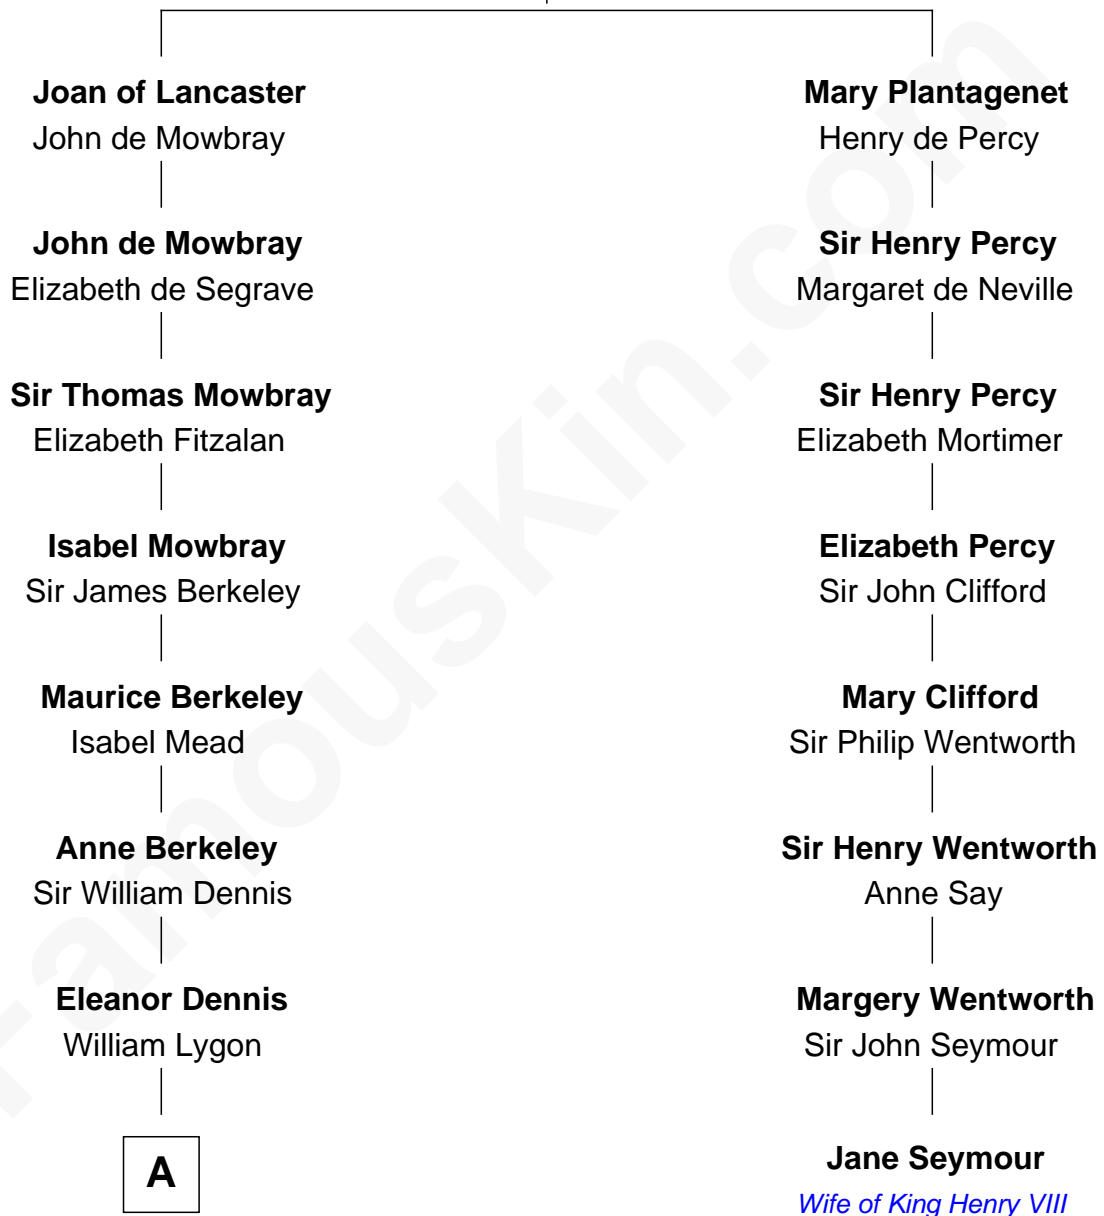 Joan of Lancaster
John de Mowbray
John de Mowbray
Elizabeth de Segrave
Sir Thomas Mowbray
Elizabeth Fitzalan
Isabel Mowbray
Sir James Berkeley
Maurice Berkeley
Isabel Mead
Anne Berkeley
Sir William Dennis
Eleanor Dennis
William Lygon
A
Mary Plantagenet
Henry de Percy
Sir Henry Percy
Margaret de Neville
Sir Henry Percy
Elizabeth Mortimer
Elizabeth Percy
Sir John Clifford
Mary Clifford
Sir Philip Wentworth
Sir Henry Wentworth
Anne Say
Margery Wentworth
Sir John Seymour
Jane Seymour
Wife of King Henry VIII
FamousKin.com